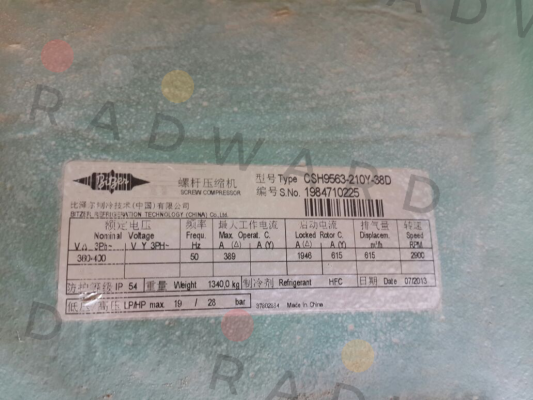 RADWARD
Bitzer
螺杆压缩机
SCREW COMPRESSOR
型号 Type CSH9563-210Y-38D
编号 S.No. 1984710225
比泽尔制冷技术(中国)有限公司
BITZER REFRIGERATION TECHNOLOGY (CHINA) Co.,Ltd.
额定电压 频率 最大工作电流 启动电流 排气量 转速
Nominal Voltage Frequ. Max. Operat. C. Locked Rotor C. Displacem. Speed
V Δ 3Ph~ V Y 3PH~ Hz A (Δ) A (Y) A (Δ) A (Y) m³/h RPM
380-400 50 369 1946 615 615 2900
防护等级 IP 54 重量 Weight 1340,0 kg 制冷剂 Refrigerant HFC 日期 Date 07/2013
低压/高压 LP/HP max. 19 / 28 bar Made in China
RADWARD